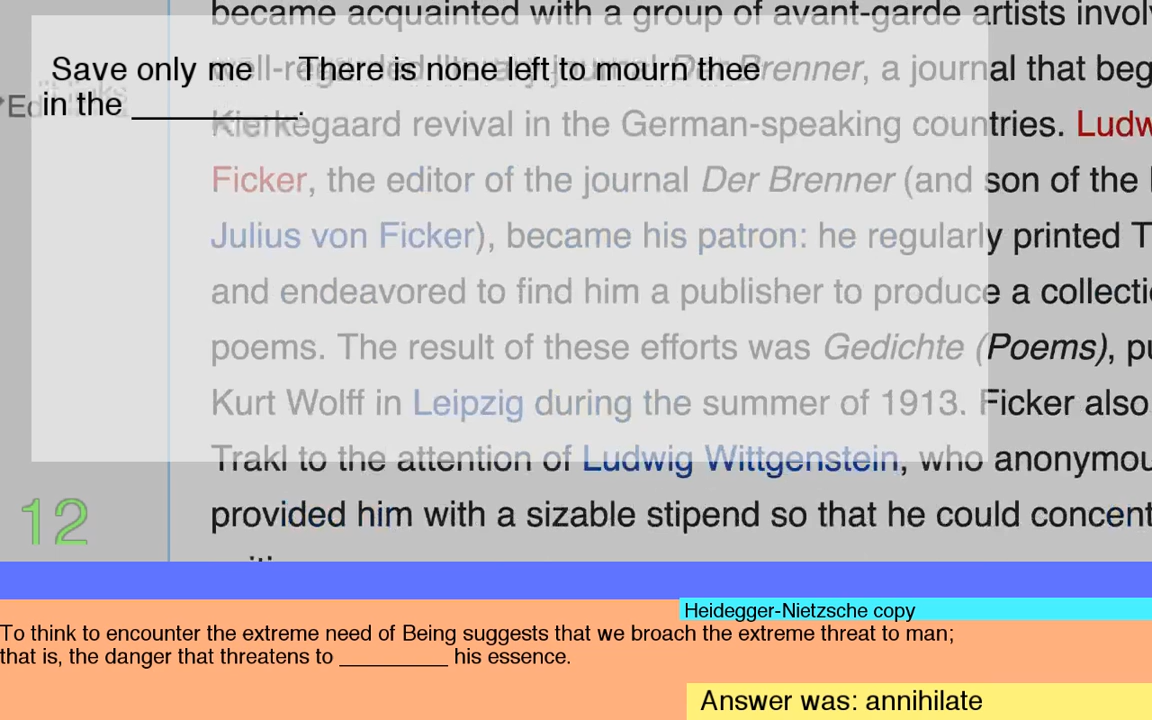 became acquainted with a group of avant-garde artists invol
Save only me There is none left to mourn thee
Brenner, a journal that beg
Ed
in the _______________.
Kierkegaard revival in the German-speaking countries. Ludw
Ficker, the editor of the journal Der Brenner (and son of the
Julius von Ficker), became his patron: he regularly printed T
and endeavored to find him a publisher to produce a collecti
poems. The result of these efforts was Gedichte (Poems), pu
Kurt Wolff in Leipzig during the summer of 1913. Ficker also
Trakl to the attention of Ludwig Wittgenstein, who anonymou
12
provided him with a sizable stipend so that he could concent
Heidegger-Nietzsche copy
To think to encounter the extreme need of Being suggests that we broach the extreme threat to man;
that is, the danger that threatens to __________ his essence.
Answer was: annihilate